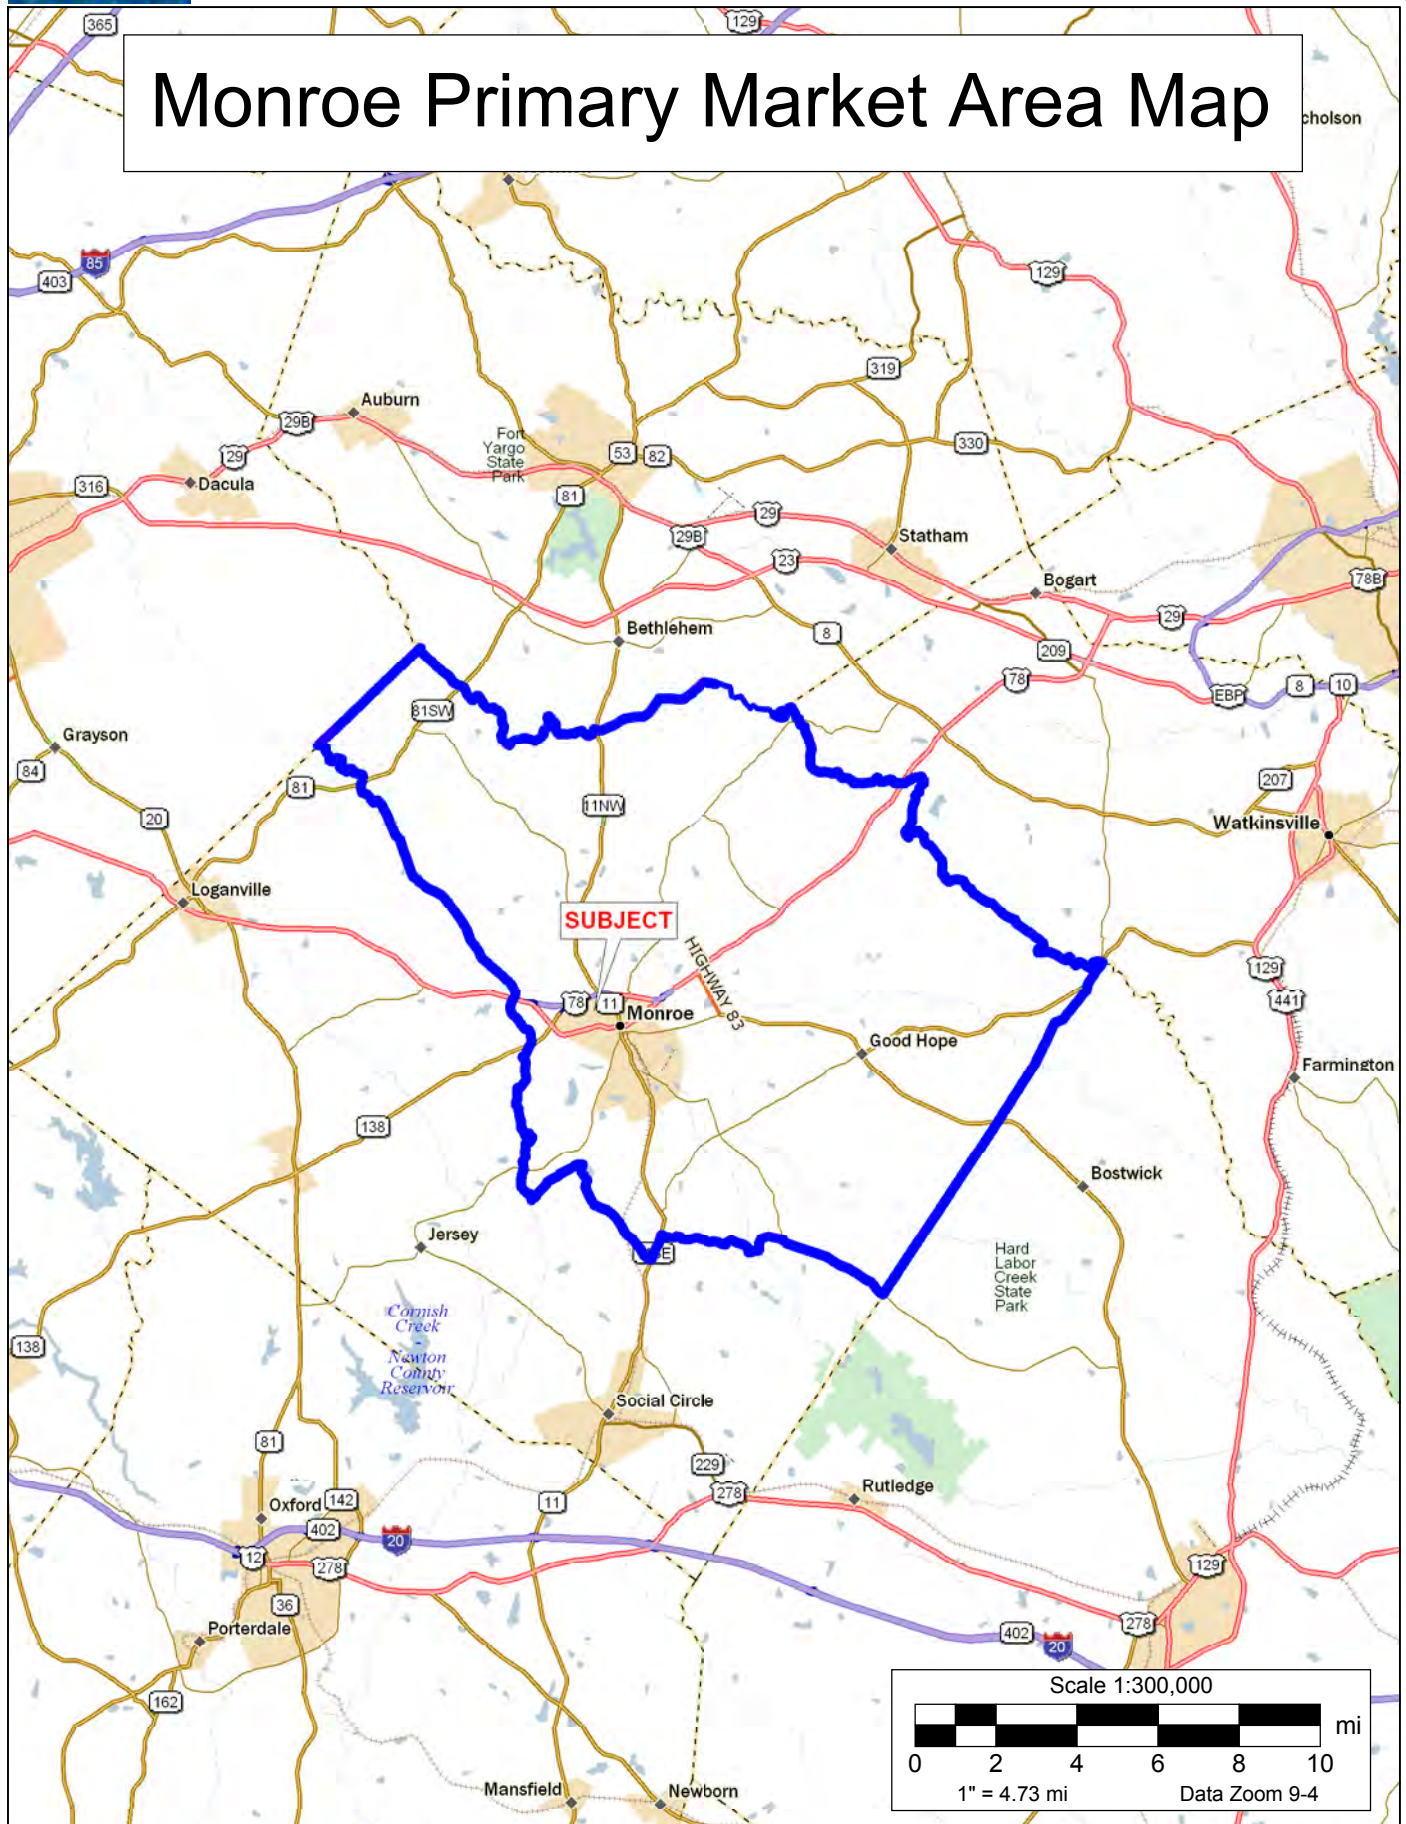 365
129
Monroe Primary Market Area Map
cholson
85
403
129
319
Auburn
29B
29
Fort
Yargo
State
Park
53
82
330
316
Dacula
81
29
29B
Statham
23
Bogart
78B
29
Bethlehem
8
209
78
EBP
8
10
81SW
Grayson
84
81
207
20
11NW
Watkinsville
Loganville
SUBJECT
HIGHWAY 83
129
78
11
441
Monroe
Good Hope
Farmington
138
Bostwick
Jersey
Hard
Labor
Creek
State
Park
Cornish
Creek
-
Newton
County
Reservoir
138
Social Circle
81
229
278
Rutledge
Oxford
142
11
402
20
12
278
129
36
Porterdale
278
402
20
162
Scale 1:300,000
mi
0 2 4 6 8 10
1" = 4.73 mi
Data Zoom 9-4
Mansfield
Newborn